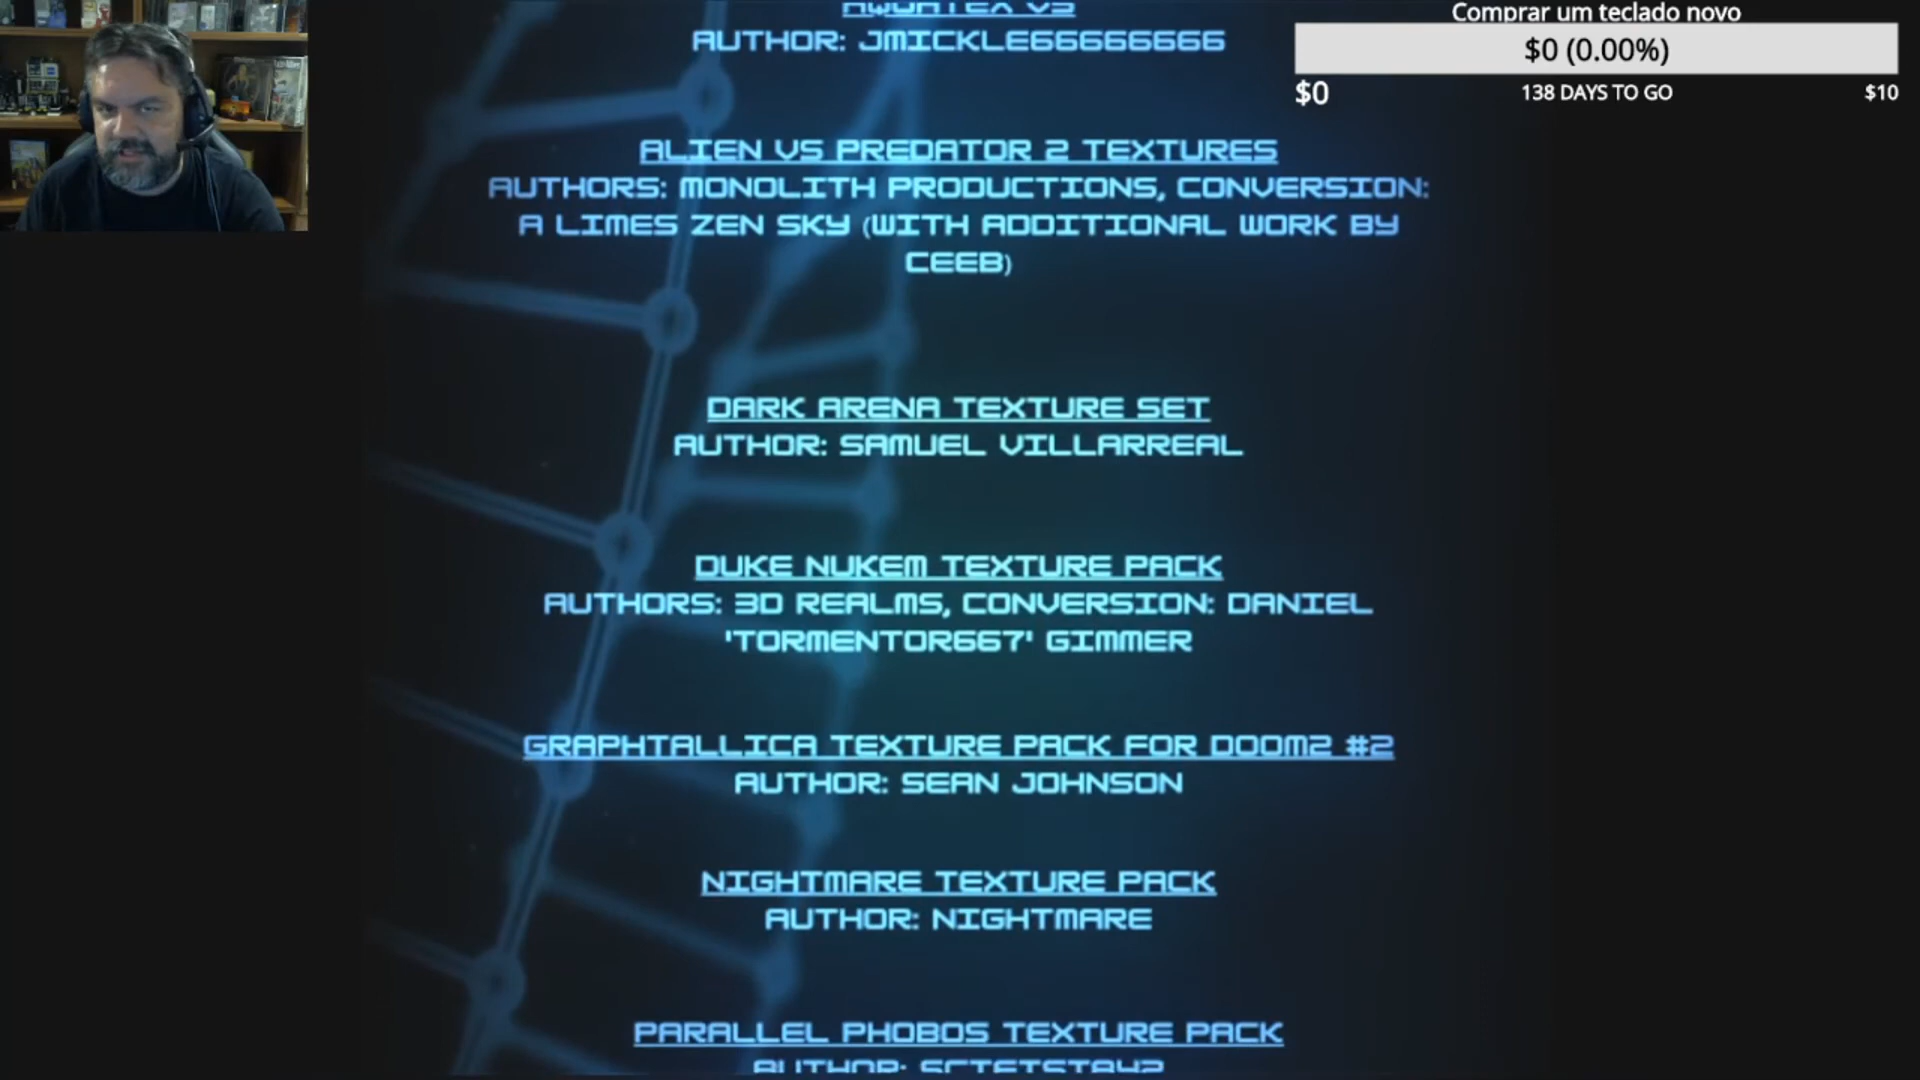 AUTHOR: JMICKLE66666666
ALIEN VS PREDATOR 2 TEXTURES
AUTHORS: MONOLITH PRODUCTIONS, CONVERSION:
A LIMES ZEN SKY (WITH ADDITIONAL WORK BY
CEEB)
DARK ARENA TEXTURE SET
AUTHOR: SAMUEL VILLARREAL
DUKE NUKEM TEXTURE PACK
AUTHORS: 3D REALMS, CONVERSION: DANIEL
'TORMENTOR667' GIMMER
GRAPHTALLICA TEXTURE PACK FOR DOOM2 #2
AUTHOR: SEAN JOHNSON
NIGHTMARE TEXTURE PACK
AUTHOR: NIGHTMARE
PARALLEL PHOBOS TEXTURE PACK
AUTHOR:
Comprar um teclado novo
$0 (0.00%)
$0 138 DAYS TO GO $10